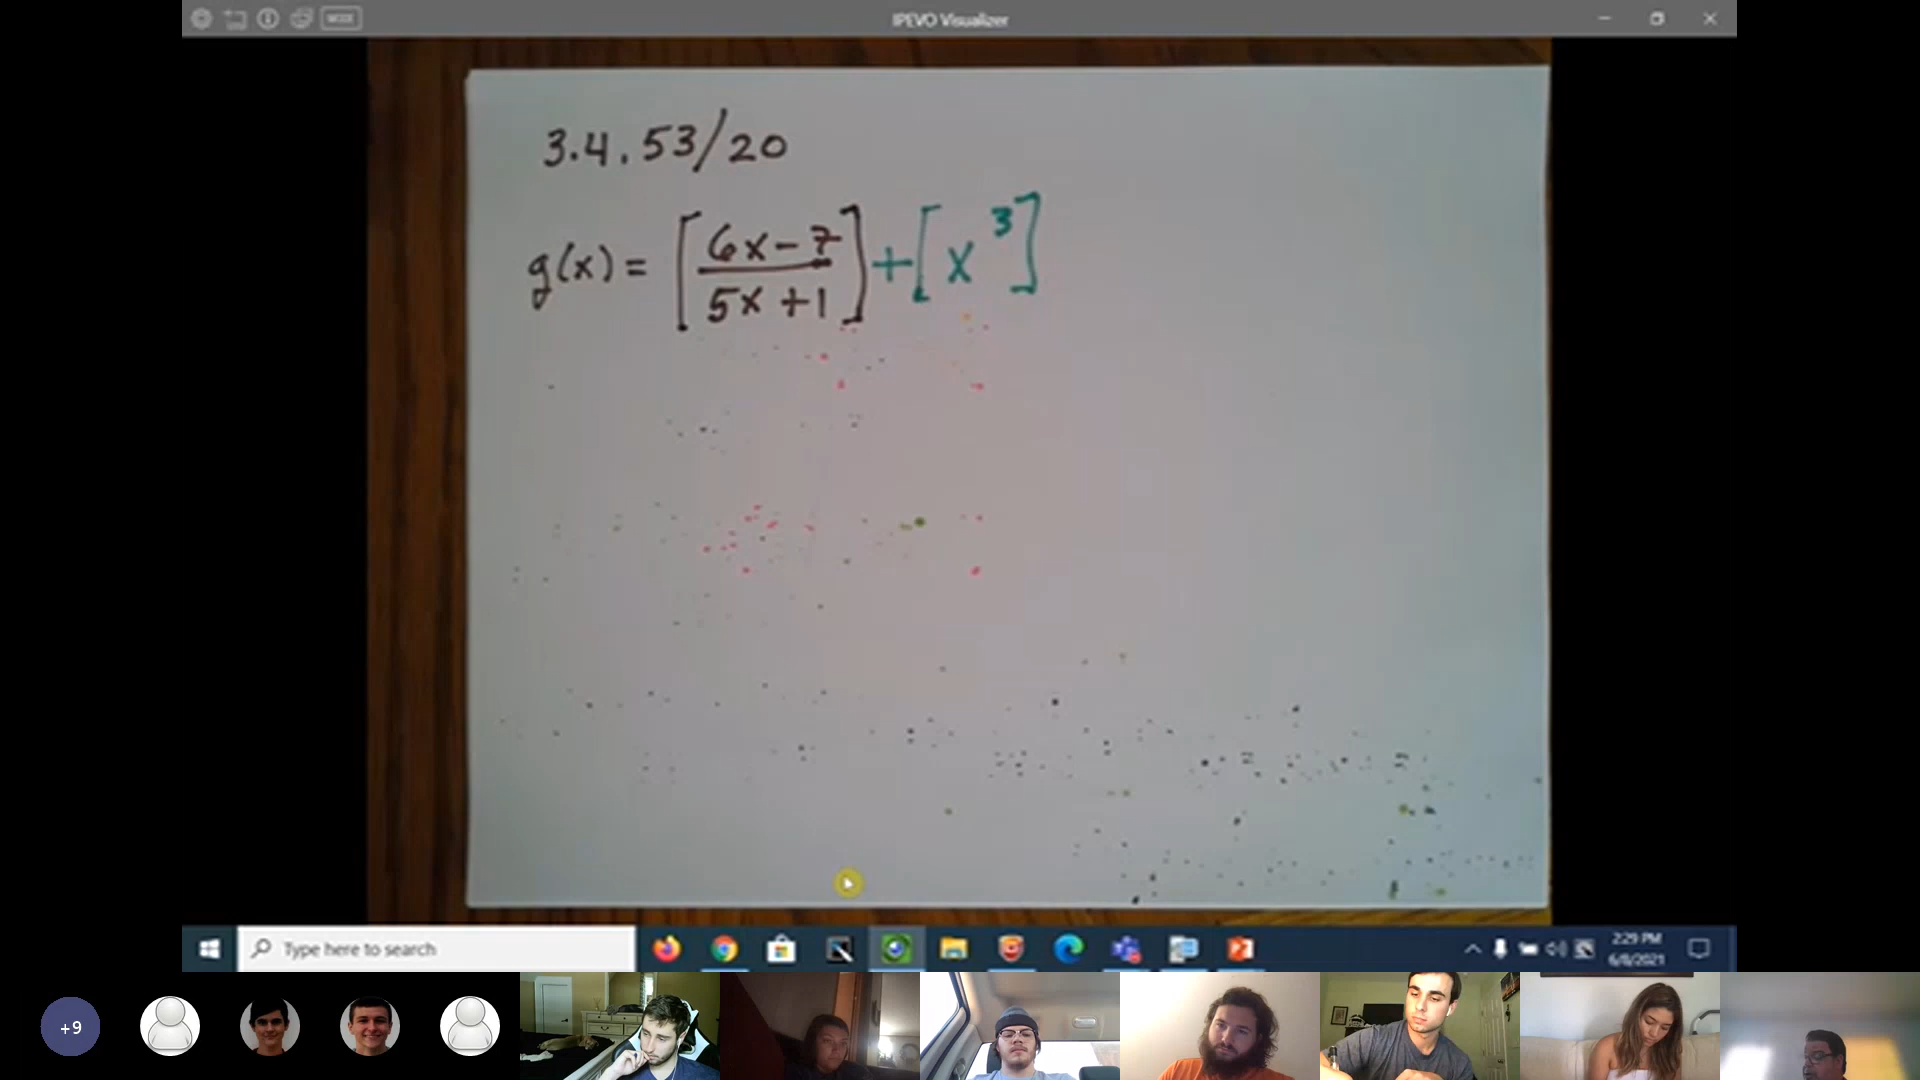 IPEVO Visualizer
3.4.53/20
g(x) = [6x-7 / 5x+1] + [x^3]
Type here to search
2:29 PM
6/8/2021
+9